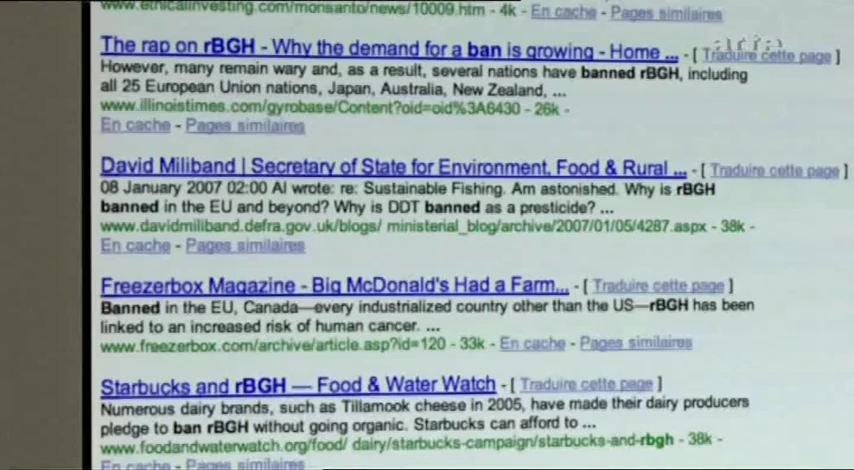 www.ethicalinvesting.com/monsanto/news/10009.htm - 4k - En cache - Pages similaires
arte
The rap on rBGH - Why the demand for a ban is growing - Home ... - [ Traduire cette page ]
However, many remain wary and, as a result, several nations have banned rBGH, including
all 25 European Union nations, Japan, Australia, New Zealand, ...
www.illinoistimes.com/gyrobase/Content?oid=oid%3A6430 - 26k -
En cache - Pages similaires
David Miliband | Secretary of State for Environment, Food & Rural ... - [ Traduire cette page ]
08 January 2007 02:00 Al wrote: re: Sustainable Fishing. Am astonished. Why is rBGH
banned in the EU and beyond? Why is DDT banned as a presticide? ...
www.davidmiliband.defra.gov.uk/blogs/ ministerial_blog/archive/2007/01/05/4287.aspx - 38k -
En cache - Pages similaires
Freezerbox Magazine - Big McDonald's Had a Farm... - [ Traduire cette page ]
Banned in the EU, Canada—every industrialized country other than the US—rBGH has been
linked to an increased risk of human cancer. ...
www.freezerbox.com/archive/article.asp?id=120 - 33k - En cache - Pages similaires
Starbucks and rBGH — Food & Water Watch - [ Traduire cette page ]
Numerous dairy brands, such as Tillamook cheese in 2005, have made their dairy producers
pledge to ban rBGH without going organic. Starbucks can afford to ...
www.foodandwaterwatch.org/food/ dairy/starbucks-campaign/starbucks-and-rbgh - 38k -
En cache - Pages similaires